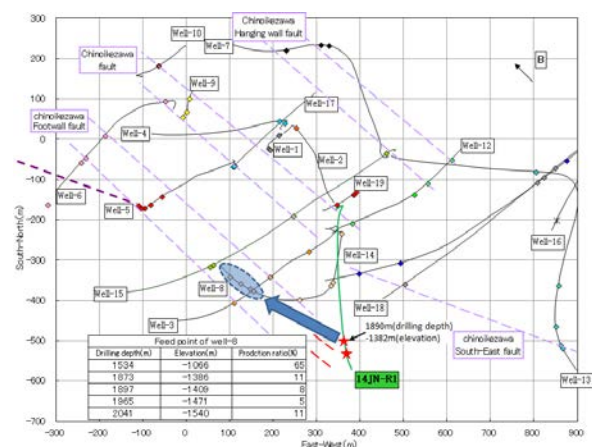 Chinoikezawa
Hanging wall fault
Well-10
Well-7
B
Chinoikezawa
fault
Well-9
Well-17
chinoikezawa
Footwall fault
Well-4
Well-12
Well-1
Well-2
Well-19
Well-6
Well-5
Well-14
Well-16
Well-8
Well-15
Well-18
Well-3
1890m(drilling depth)
-1382m(elevation)
chinoikezawa
South-East fault
Well-13
14JN-R1
Feed point of well-8
Drilling depth(m) Elevation(m) Prodction ratio(%)
1534 -1066 65
1873 -1386 11
1897 -1409 8
1965 -1471 5
2041 -1540 11
South-North(m)
300
200
100
0
-100
-200
-300
-400
-500
-600
-700
-300 -200 -100 0 100 200 300 400 500 600 700 800 900
East-West(m)